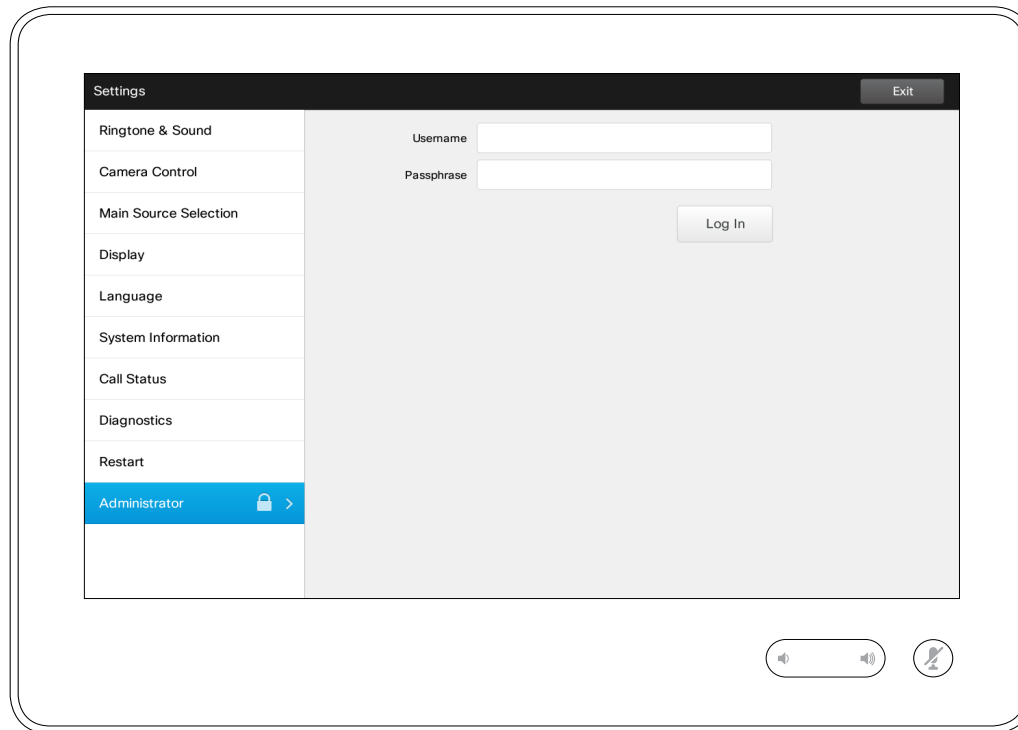 Settings
Exit
Ringtone & Sound
Camera Control
Main Source Selection
Display
Language
System Information
Call Status
Diagnostics
Restart
Administrator
Username
Passphrase
Log In